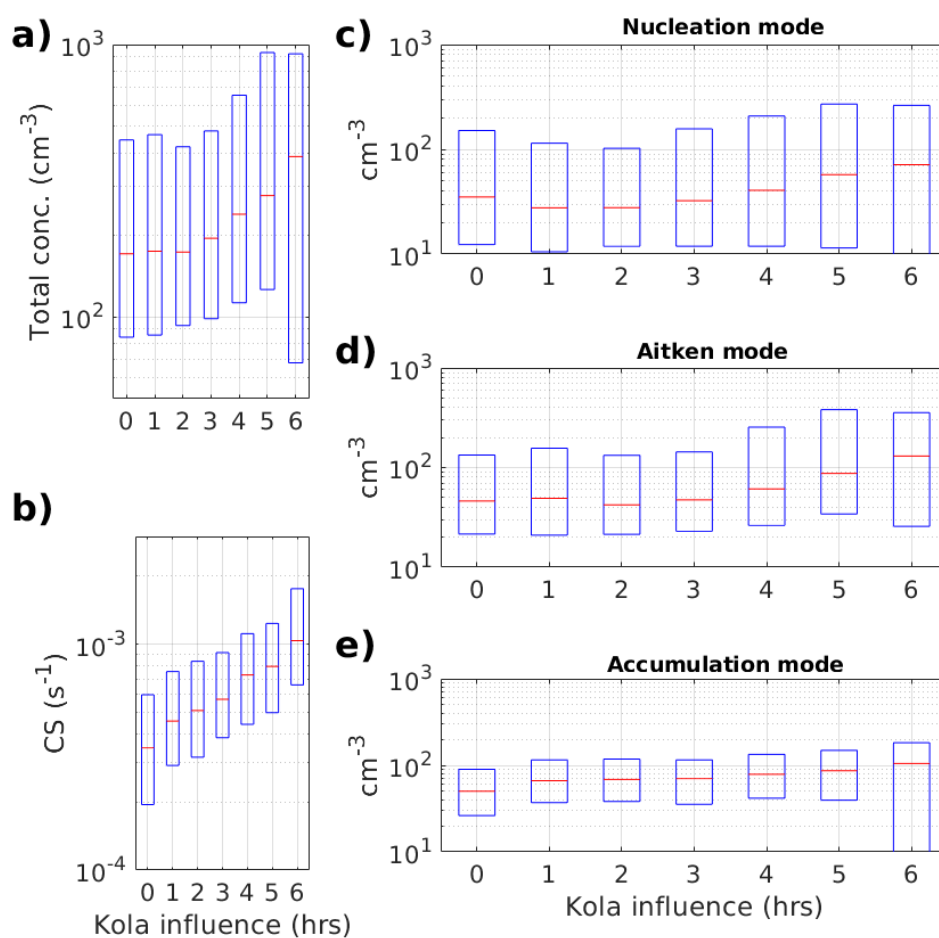 a)
10³
Total conc. (cm⁻³)
10²
0 1 2 3 4 5 6
b)
10⁻³
CS (s⁻¹)
10⁻⁴
0 1 2 3 4 5 6
Kola influence (hrs)
c)
Nucleation mode
10³
cm⁻³
10²
10¹
0 1 2 3 4 5 6
d)
Aitken mode
10³
cm⁻³
10²
10¹
0 1 2 3 4 5 6
e)
Accumulation mode
10³
cm⁻³
10²
10¹
0 1 2 3 4 5 6
Kola influence (hrs)